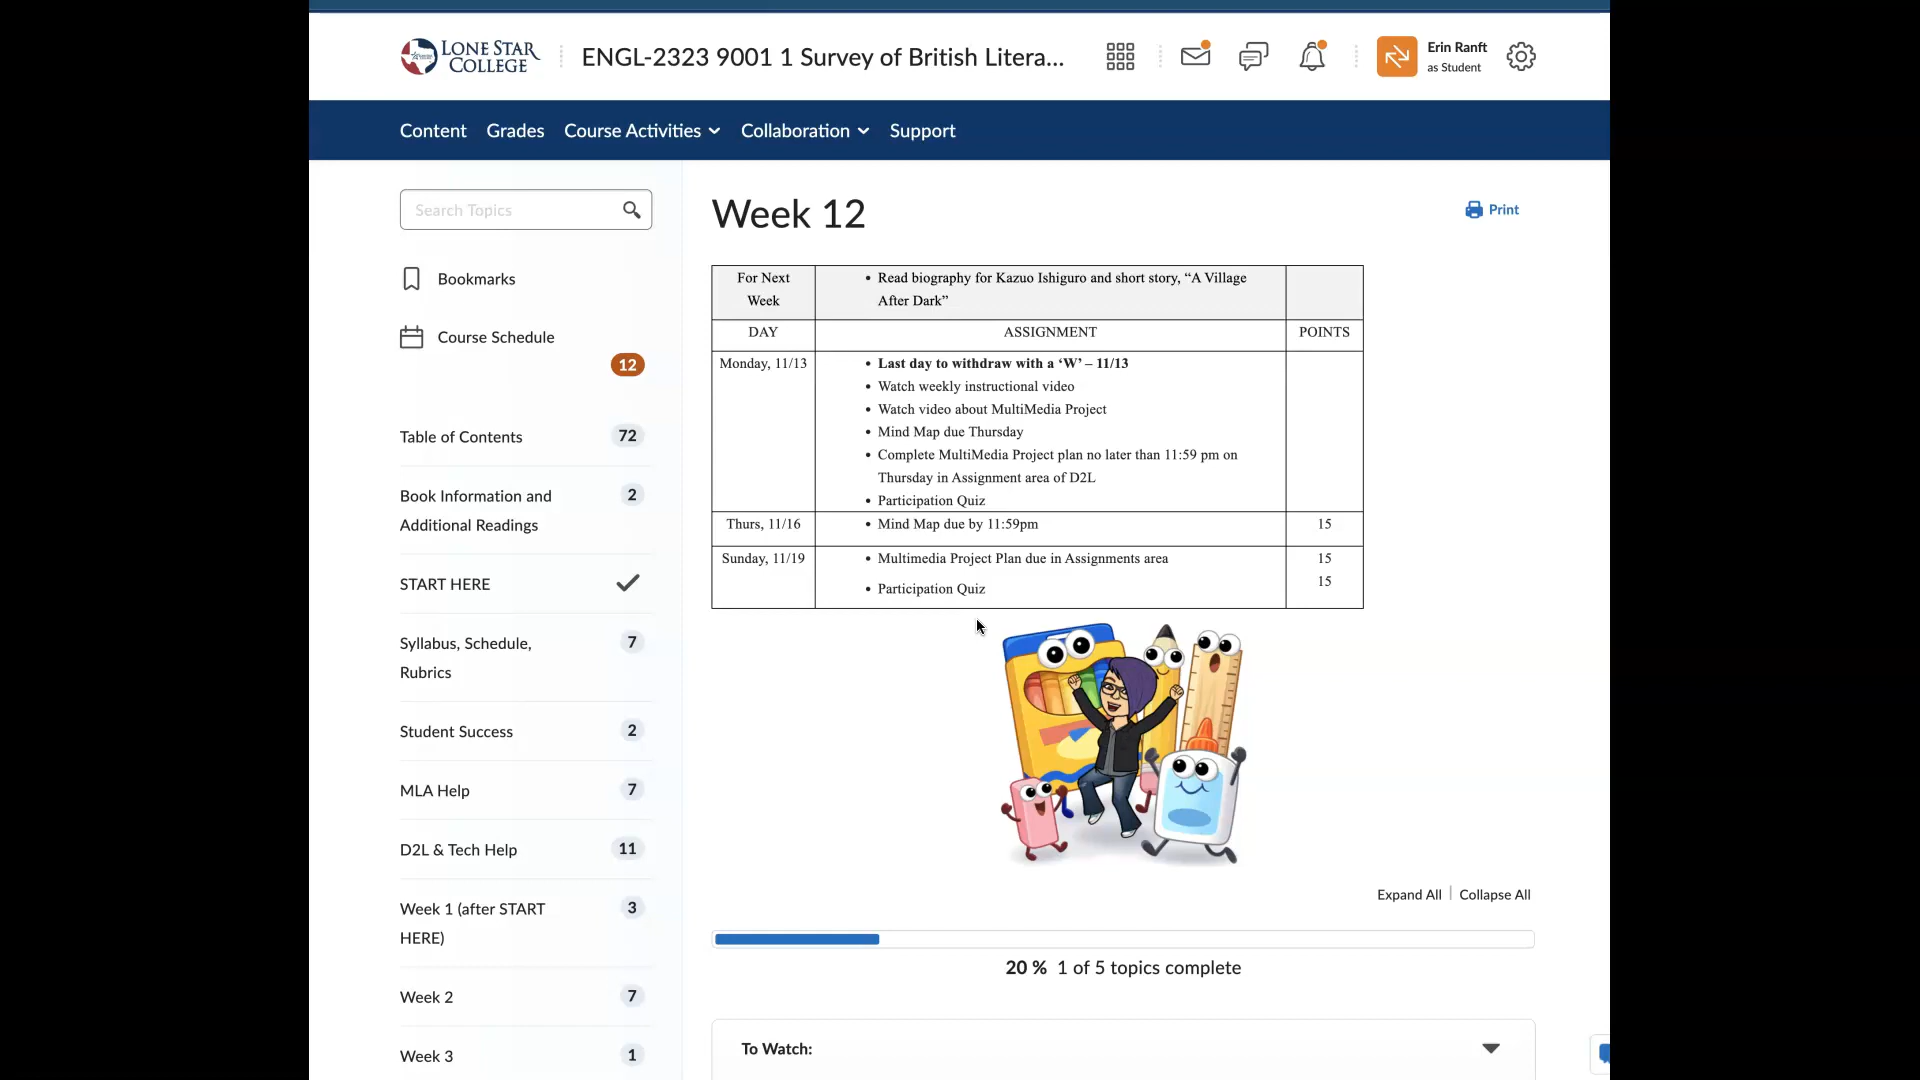 LONE STAR
COLLEGE
ENGL-2323 9001 1 Survey of British Litera...
Erin Ranft
as Student
Content Grades Course Activities Collaboration Support
Search Topics
Bookmarks
Course Schedule
12
Table of Contents 72
Book Information and 2
Additional Readings
START HERE
Syllabus, Schedule, 7
Rubrics
Student Success 2
MLA Help 7
D2L & Tech Help 11
Week 1 (after START 3
HERE)
Week 2 7
Week 3 1
Week 12
Print
For Next
Week
• Read biography for Kazuo Ishiguro and short story, “A Village
After Dark”
DAY ASSIGNMENT POINTS
Monday, 11/13
• Last day to withdraw with a ‘W’ – 11/13
• Watch weekly instructional video
• Watch video about MultiMedia Project
• Mind Map due Thursday
• Complete MultiMedia Project plan no later than 11:59 pm on
Thursday in Assignment area of D2L
• Participation Quiz
Thurs, 11/16 • Mind Map due by 11:59pm 15
Sunday, 11/19 • Multimedia Project Plan due in Assignments area 15
• Participation Quiz 15
Expand All | Collapse All
20 % 1 of 5 topics complete
To Watch: